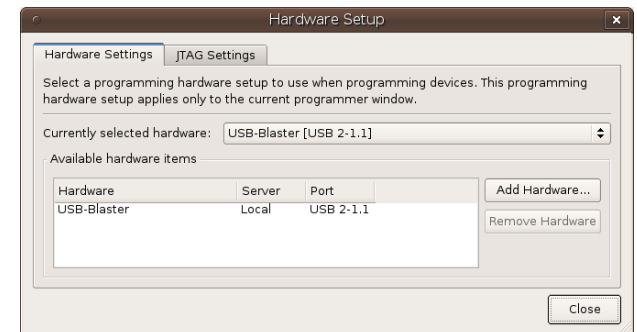 Hardware Setup
Hardware Settings
JTAG Settings
Select a programming hardware setup to use when programming devices. This programming
hardware setup applies only to the current programmer window.
Currently selected hardware:
USB-Blaster [USB 2-1.1]
Available hardware items
Hardware Server Port
USB-Blaster Local USB 2-1.1
Add Hardware...
Remove Hardware
Close